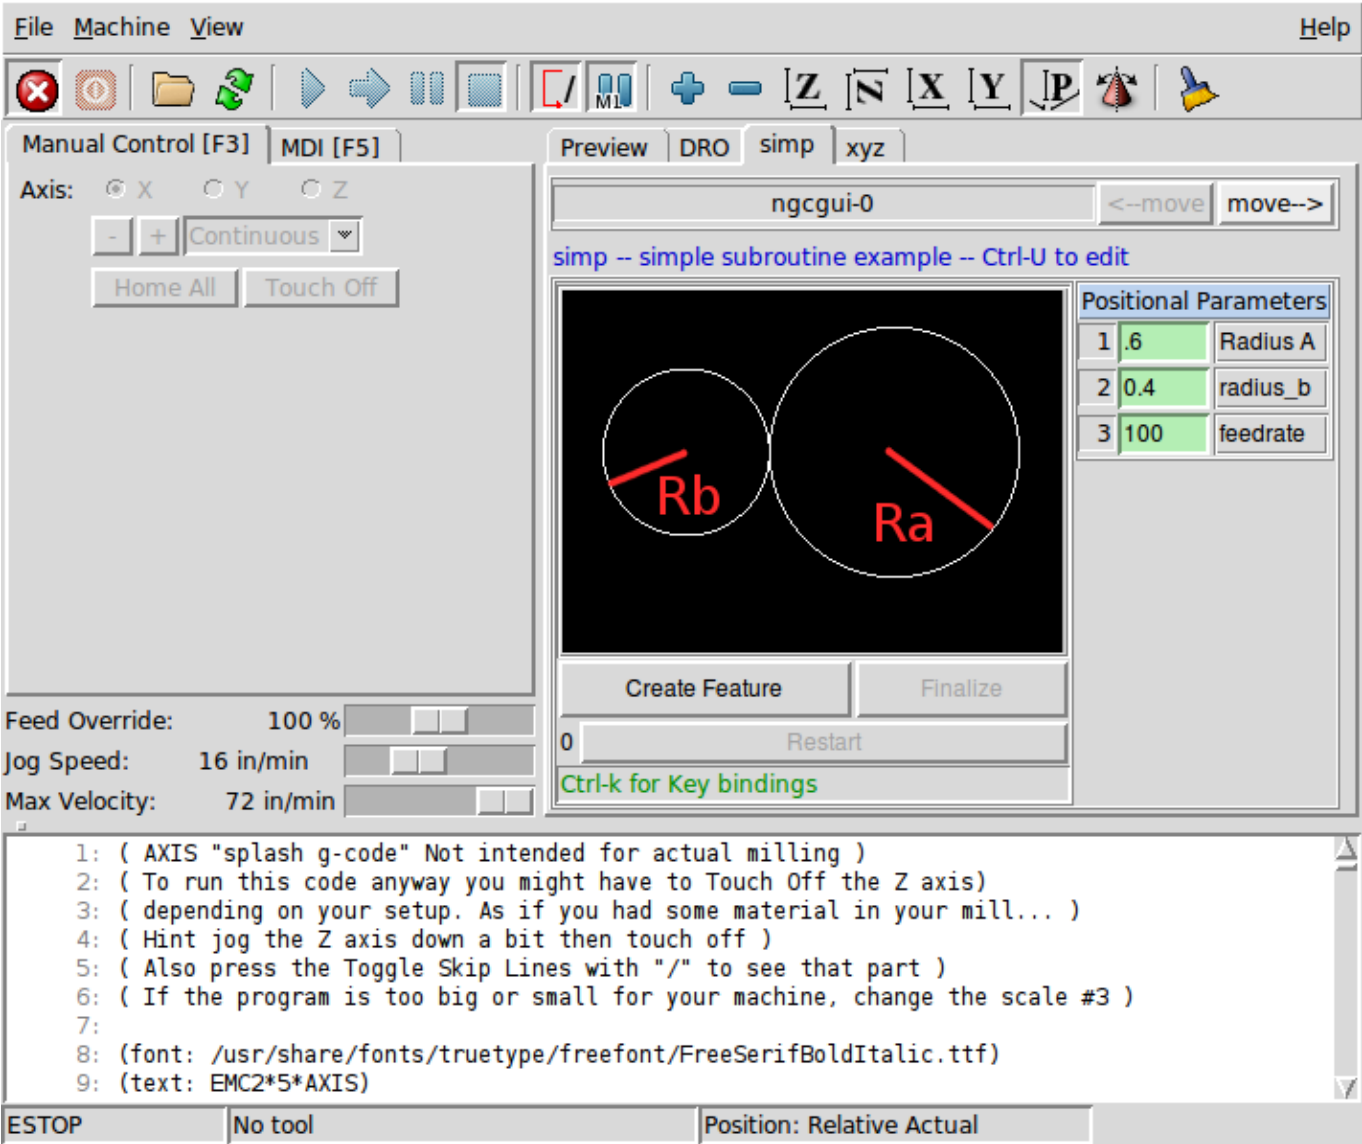 File Machine View Help
M1 Z N X Y P
Manual Control [F3] MDI [F5]
Preview DRO simp xyz
Axis: X Y Z
- + Continuous
Home All Touch Off
ngcgui-0 <--move move-->
simp -- simple subroutine example -- Ctrl-U to edit
Positional Parameters
1 .6 Radius A
2 0.4 radius_b
3 100 feedrate
Rb
Ra
Create Feature Finalize
0 Restart
Ctrl-k for Key bindings
Feed Override: 100 %
Jog Speed: 16 in/min
Max Velocity: 72 in/min
1: ( AXIS "splash g-code" Not intended for actual milling )
2: ( To run this code anyway you might have to Touch Off the Z axis)
3: ( depending on your setup. As if you had some material in your mill... )
4: ( Hint jog the Z axis down a bit then touch off )
5: ( Also press the Toggle Skip Lines with "/" to see that part )
6: ( If the program is too big or small for your machine, change the scale #3 )
7:
8: (font: /usr/share/fonts/truetype/freefont/FreeSerifBoldItalic.ttf)
9: (text: EMC2*5*AXIS)
ESTOP No tool Position: Relative Actual